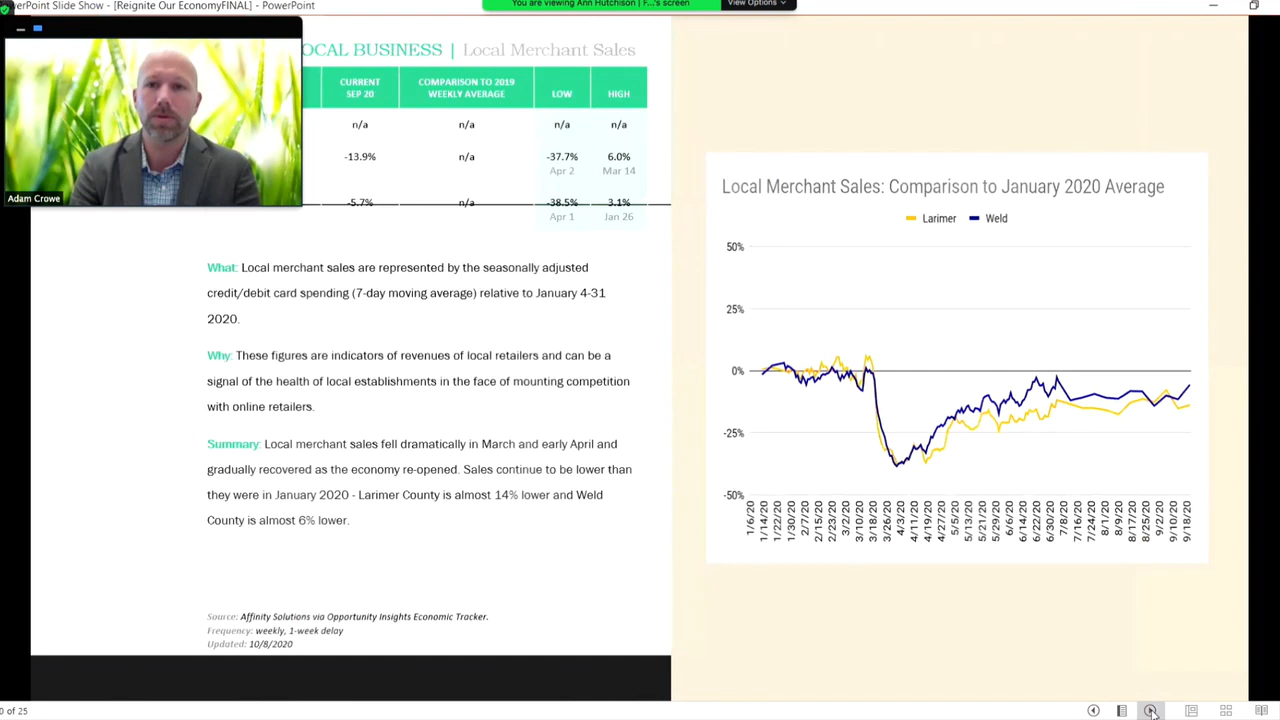 PowerPoint Slide Show - [Reignite Our EconomyFINAL] - PowerPoint
You are viewing Ann Hutchison | F...'s screen
View Options
LOCAL BUSINESS | Local Merchant Sales
CURRENT SEP 20
COMPARISON TO 2019 WEEKLY AVERAGE
LOW
HIGH
n/a n/a n/a n/a
-13.9% n/a -37.7% 6.0%
Apr 2 Mar 14
-5.7% n/a -38.5% 3.1%
Apr 1 Jan 26
Adam Crowe
What: Local merchant sales are represented by the seasonally adjusted
credit/debit card spending (7-day moving average) relative to January 4-31
2020.
Why: These figures are indicators of revenues of local retailers and can be a
signal of the health of local establishments in the face of mounting competition
with online retailers.
Summary: Local merchant sales fell dramatically in March and early April and
gradually recovered as the economy re-opened. Sales continue to be lower than
they were in January 2020 - Larimer County is almost 14% lower and Weld
County is almost 6% lower.
Source: Affinity Solutions via Opportunity Insights Economic Tracker.
Frequency: weekly, 1-week delay
Updated: 10/8/2020
Local Merchant Sales: Comparison to January 2020 Average
Larimer Weld
50%
25%
0%
-25%
-50%
1/6/20 1/14/20 1/22/20 1/30/20 2/7/20 2/15/20 2/23/20 3/2/20 3/10/20 3/18/20 3/26/20 4/3/20 4/11/20 4/19/20 4/27/20 5/5/20 5/13/20 5/21/20 5/29/20 6/6/20 6/14/20 6/22/20 6/30/20 7/8/20 7/16/20 7/24/20 8/1/20 8/9/20 8/17/20 8/25/20 9/2/20 9/10/20 9/18/20
0 of 25